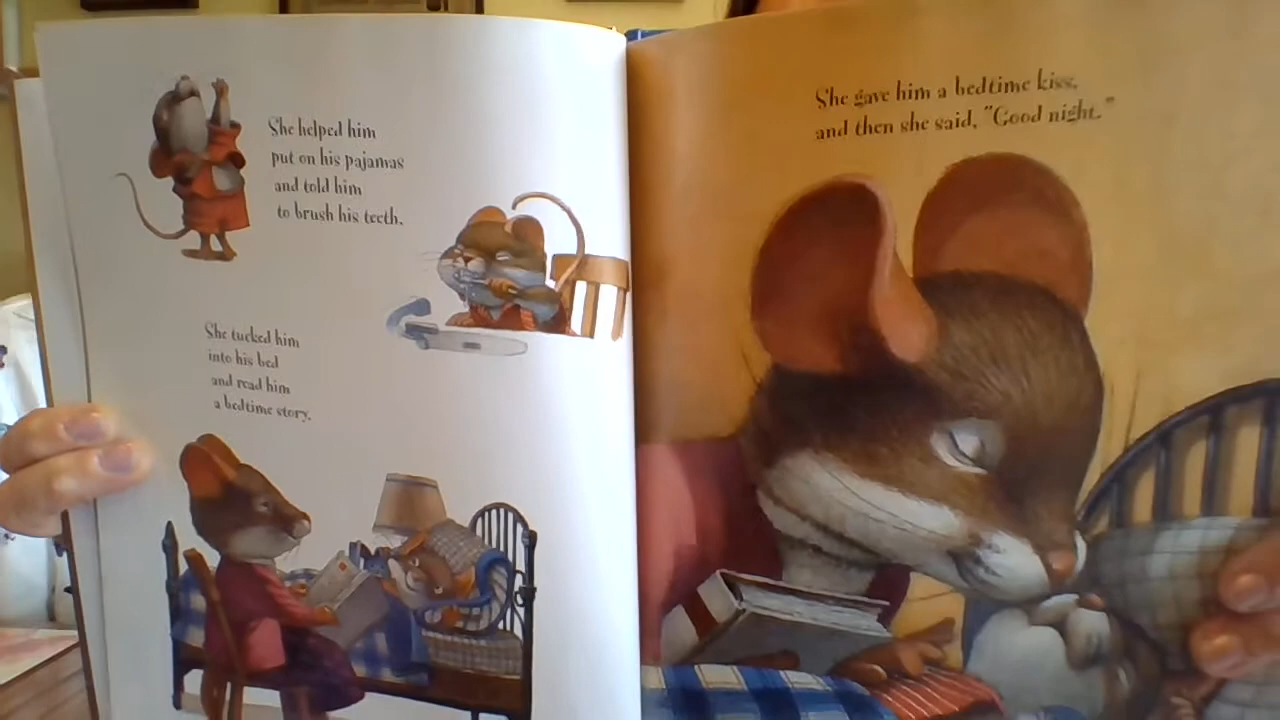 She helped him
put on his pajamas
and told him
to brush his teeth.
She tucked him
into his bed
and read him
a bedtime story.
She gave him a bedtime kiss,
and then she said, "Good night."